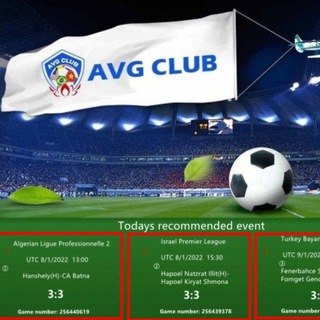 AVG CLUB
Todays recommended event
Algerian Ligue Professionnelle 2
UTC 8/1/2022 13:00
①
Hanshely(H)-CA Batna
3:3
Game number: 256440619
Israel Premier League
UTC 8/1/2022 15:30
②
Hapoel Natzrat Illit(H)-
Hapoel Kiryat Shmona
3:3
Game number: 256439378
Turkey Bayan
UTC 9/1/202
③
Fenerbahce S
Fomget Genc
3:3
Game number: 256